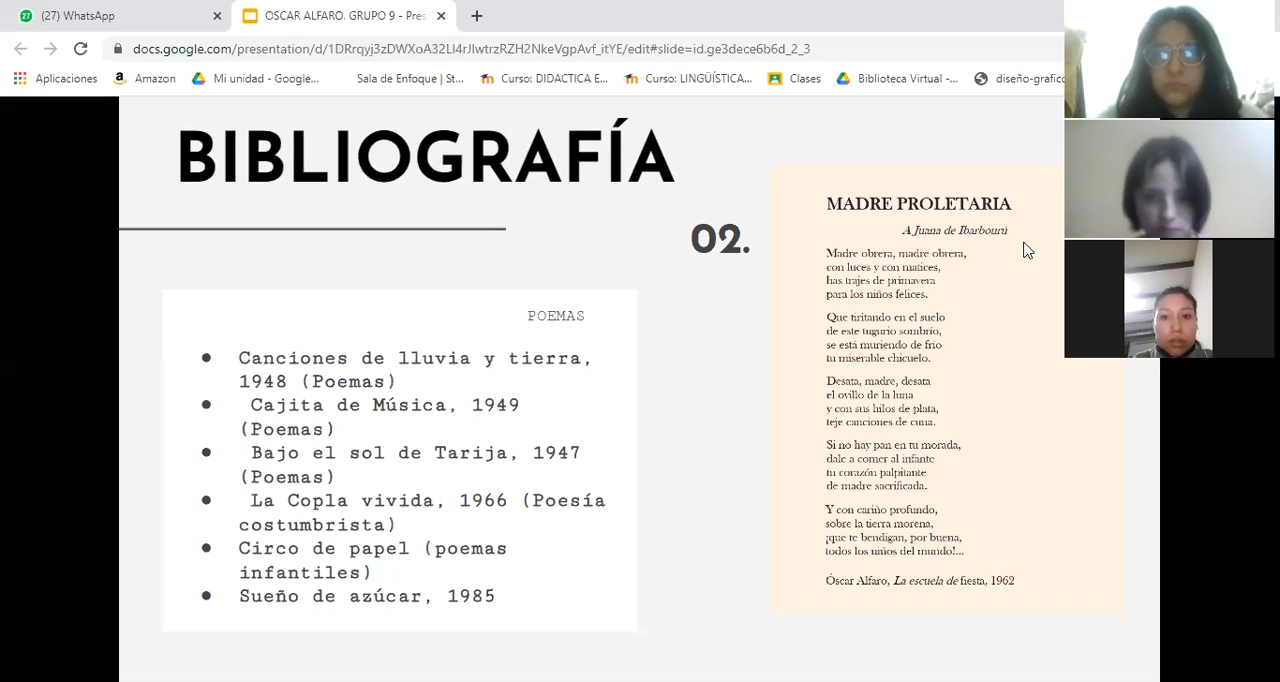 (27) WhatsApp
OSCAR ALFARO. GRUPO 9 - Pres
docs.google.com/presentation/d/1DRrqyj3zDWXoA32LI4rJIwtrzRZH2NkeVgpAvf_itYE/edit#slide=id.ge3dece6b6d_2_3
Aplicaciones
Amazon
Mi unidad - Google...
Sala de Enfoque | St...
Curso: DIDACTICA E...
Curso: LINGÜÍSTICA...
Clases
Biblioteca Virtual -...
diseño-grafico
BIBLIOGRAFÍA
02.
POEMAS
● Canciones de lluvia y tierra,
1948 (Poemas)
● Cajita de Música, 1949
(Poemas)
● Bajo el sol de Tarija, 1947
(Poemas)
● La Copla vivida, 1966 (Poesía
costumbrista)
● Circo de papel (poemas
infantiles)
● Sueño de azúcar, 1985
MADRE PROLETARIA
A Juana de Ibarbourú
Madre obrera, madre obrera,
con luces y con matices,
has trajes de primavera
para los niños felices.
Que tiritando en el suelo
de este tugurio sombrío,
se está muriendo de frío
tu miserable chicuelo.
Desata, madre, desata
el ovillo de la luna
y con sus hilos de plata,
teje canciones de cuna.
Si no hay pan en tu morada,
dale a comer al infante
tu corazón palpitante
de madre sacrificada.
Y con cariño profundo,
sobre la tierra morena,
¡que te bendigan, por buena,
todos los niños del mundo!...
Óscar Alfaro, La escuela de fiesta, 1962